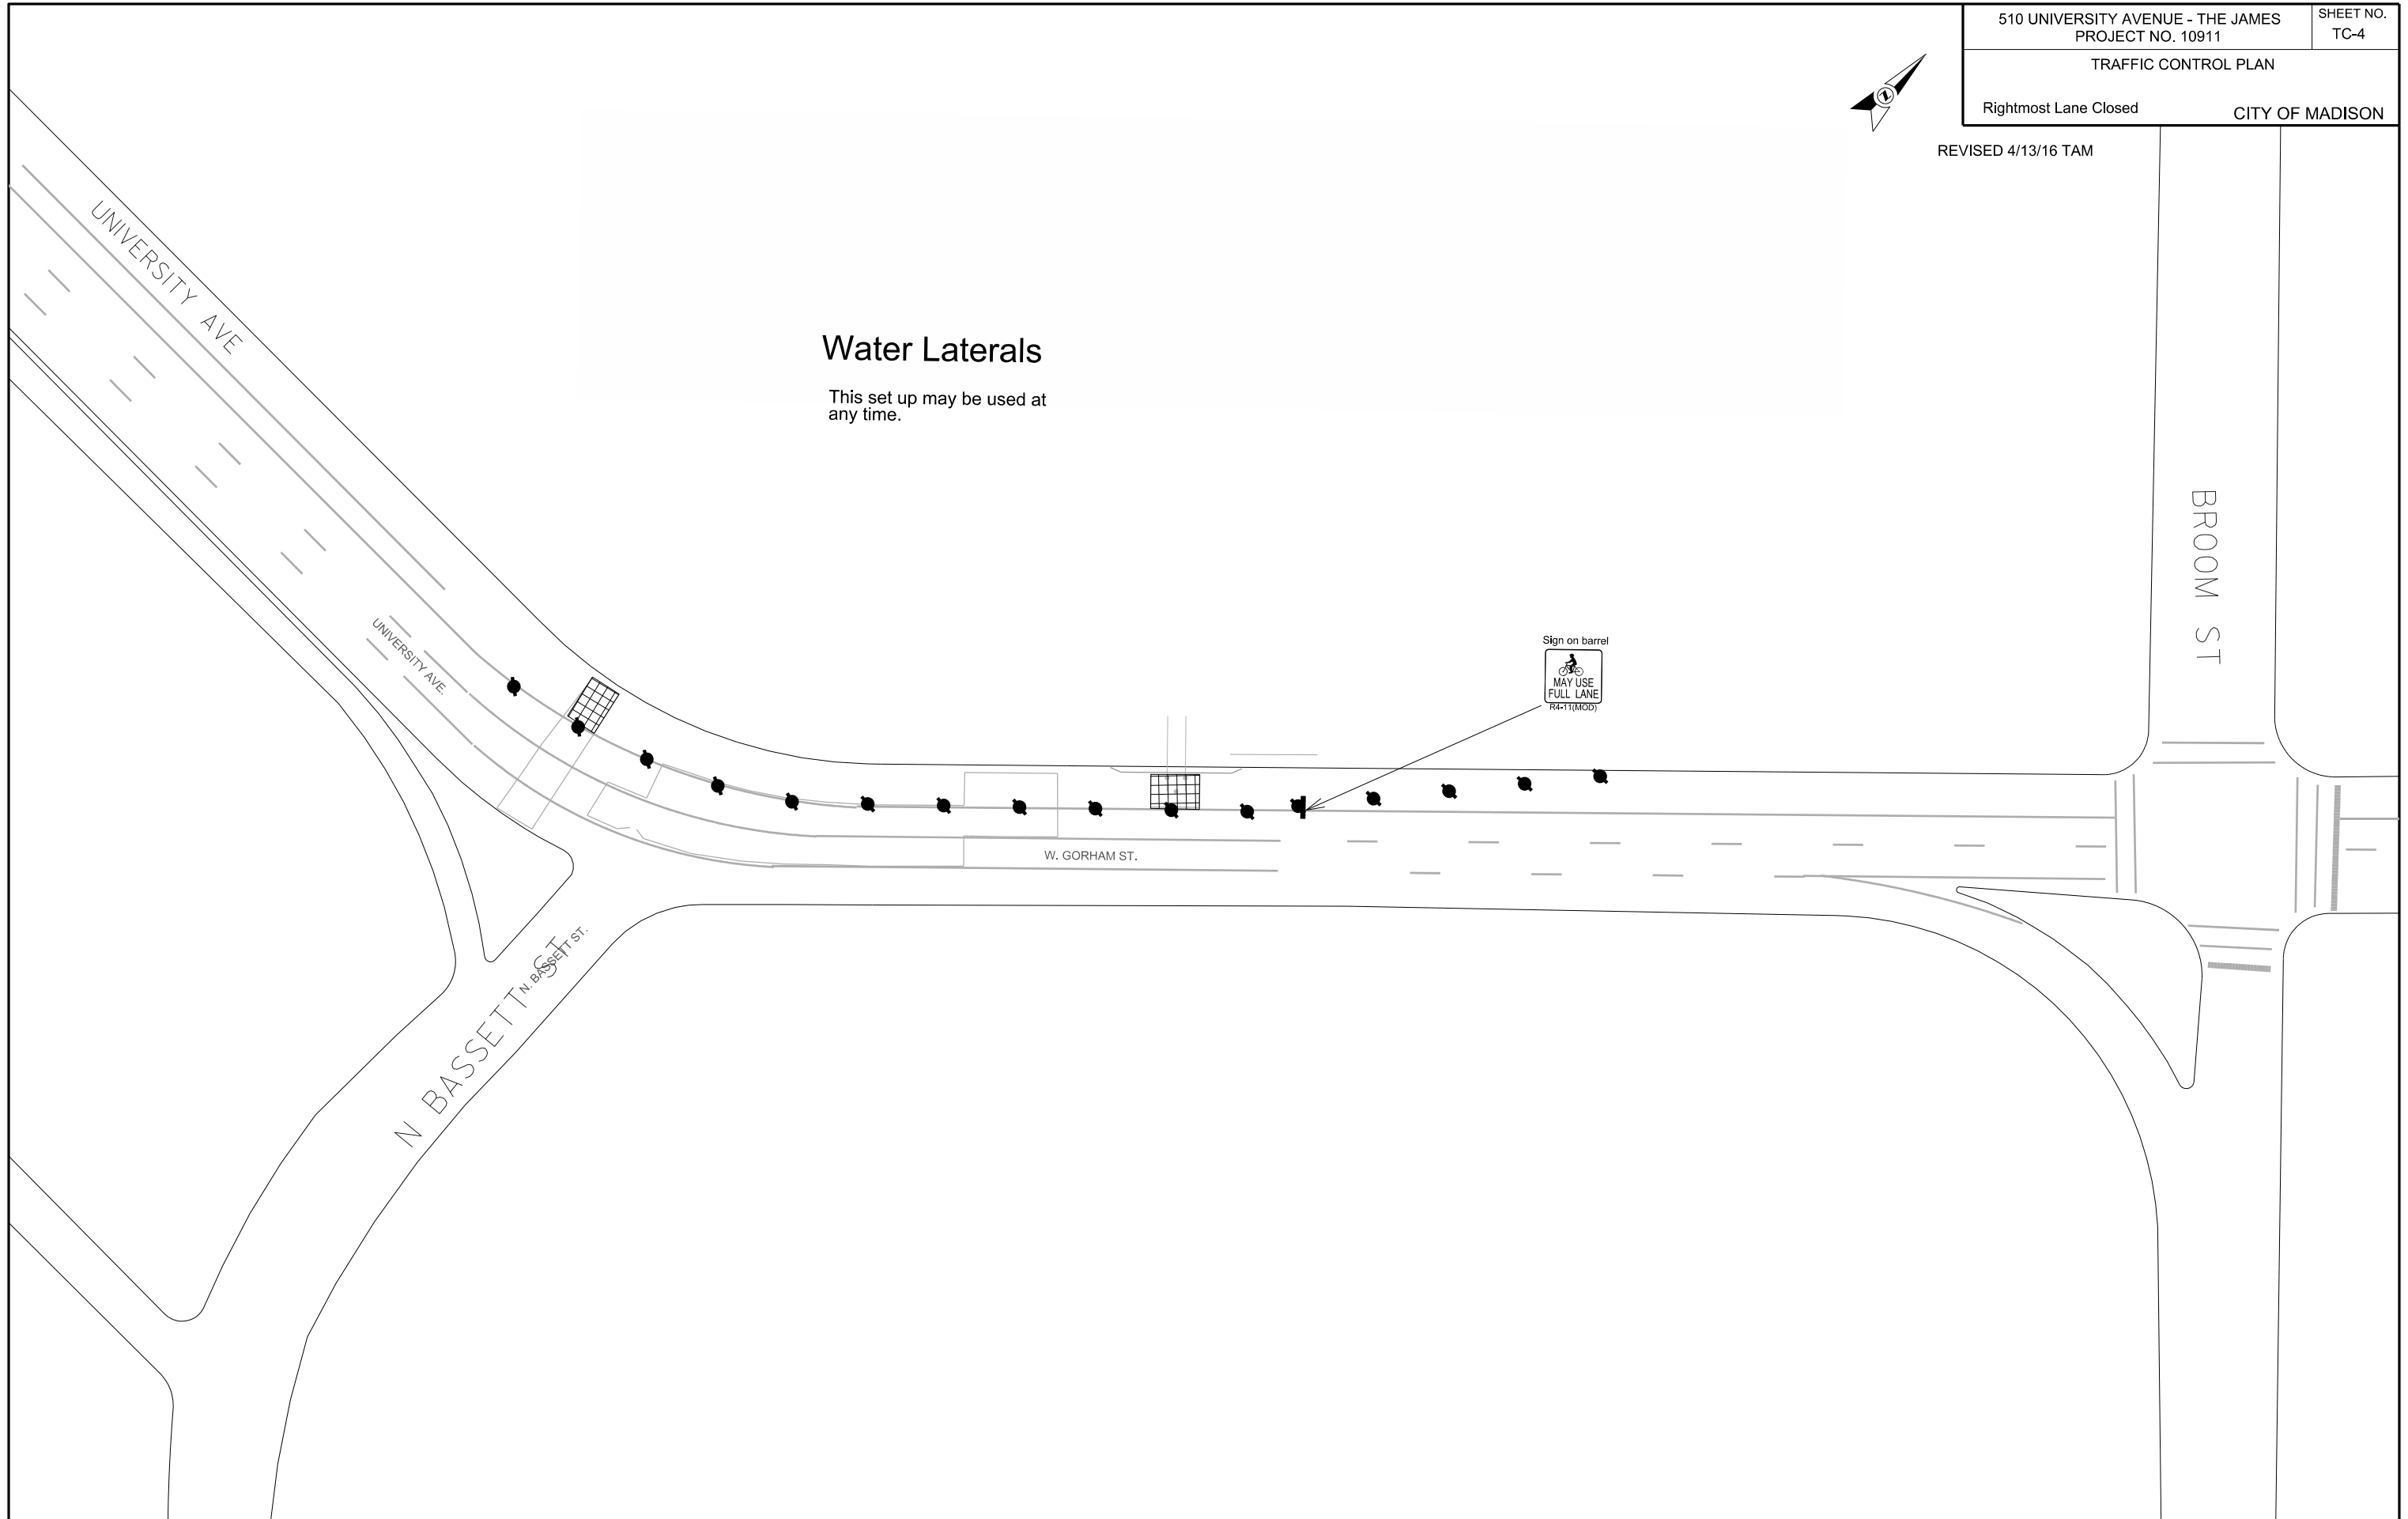 510 UNIVERSITY AVENUE - THE JAMES
PROJECT NO. 10911
SHEET NO.
TC-4
TRAFFIC CONTROL PLAN
Rightmost Lane Closed
CITY OF MADISON
REVISED 4/13/16 TAM
UNIVERSITY AVE
Water Laterals
This set up may be used at
any time.
BROOM ST
UNIVERSITY AVE.
Sign on barrel
MAY USE
FULL LANE
R4-11(MOD)
W. GORHAM ST.
N. BASSETT ST.
N BASSETT ST